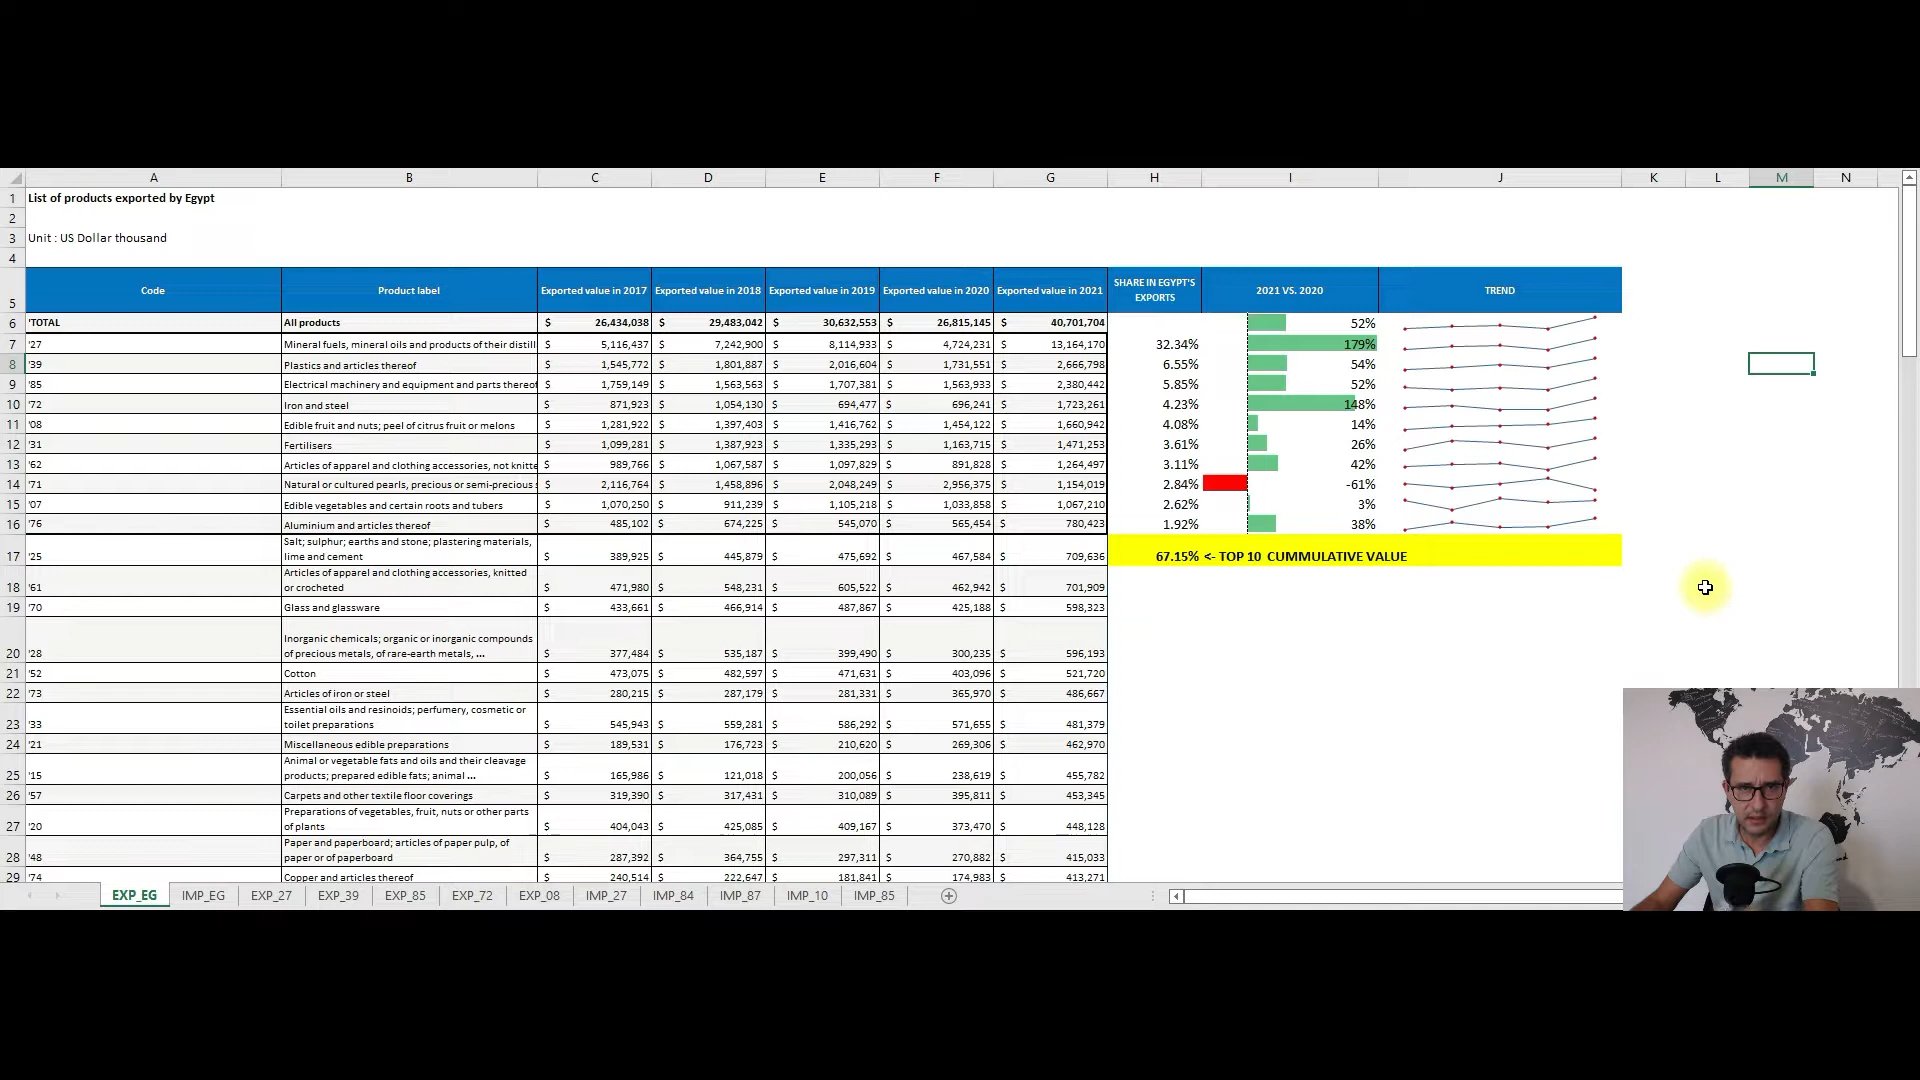 A B C D E F G H I J K L M N
1 List of products exported by Egypt
2
3 Unit : US Dollar thousand
4
5 Code Product label Exported value in 2017 Exported value in 2018 Exported value in 2019 Exported value in 2020 Exported value in 2021 SHARE IN EGYPT'S EXPORTS 2021 VS. 2020 TREND
6 'TOTAL All products $ 26,434,038 $ 29,483,042 $ 30,632,553 $ 26,815,145 $ 40,701,704 52%
7 '27 Mineral fuels, mineral oils and products of their distill $ 5,116,437 $ 7,242,900 $ 8,114,933 $ 4,724,231 $ 13,164,170 32.34% 179%
8 '39 Plastics and articles thereof $ 1,545,772 $ 1,801,887 $ 2,016,604 $ 1,731,551 $ 2,666,798 6.55% 54%
9 '85 Electrical machinery and equipment and parts thereof $ 1,759,149 $ 1,563,563 $ 1,707,381 $ 1,563,933 $ 2,380,442 5.85% 52%
10 '72 Iron and steel $ 871,923 $ 1,054,130 $ 694,477 $ 696,241 $ 1,723,261 4.23% 148%
11 '08 Edible fruit and nuts; peel of citrus fruit or melons $ 1,281,922 $ 1,397,403 $ 1,416,762 $ 1,454,122 $ 1,660,942 4.08% 14%
12 '31 Fertilisers $ 1,099,281 $ 1,387,923 $ 1,335,293 $ 1,163,715 $ 1,471,253 3.61% 26%
13 '62 Articles of apparel and clothing accessories, not knitte $ 989,766 $ 1,067,587 $ 1,097,829 $ 891,828 $ 1,264,497 3.11% 42%
14 '71 Natural or cultured pearls, precious or semi-precious s $ 2,116,764 $ 1,458,896 $ 2,048,249 $ 2,956,375 $ 1,154,019 2.84% -61%
15 '07 Edible vegetables and certain roots and tubers $ 1,070,250 $ 911,239 $ 1,105,218 $ 1,033,858 $ 1,067,210 2.62% 3%
16 '76 Aluminium and articles thereof $ 485,102 $ 674,225 $ 545,070 $ 565,454 $ 780,423 1.92% 38%
Salt; sulphur; earths and stone; plastering materials,
17 '25 lime and cement $ 389,925 $ 445,879 $ 475,692 $ 467,584 $ 709,636 67.15% <- TOP 10 CUMMULATIVE VALUE
Articles of apparel and clothing accessories, knitted
18 '61 or crocheted $ 471,980 $ 548,231 $ 605,522 $ 462,942 $ 701,909
19 '70 Glass and glassware $ 433,661 $ 466,914 $ 487,867 $ 425,188 $ 598,323
Inorganic chemicals; organic or inorganic compounds
20 '28 of precious metals, of rare-earth metals, ... $ 377,484 $ 535,187 $ 399,490 $ 300,235 $ 596,193
21 '52 Cotton $ 473,075 $ 482,597 $ 471,631 $ 403,096 $ 521,720
22 '73 Articles of iron or steel $ 280,215 $ 287,179 $ 281,331 $ 365,970 $ 486,667
Essential oils and resinoids; perfumery, cosmetic or
23 '33 toilet preparations $ 545,943 $ 559,281 $ 586,292 $ 571,655 $ 481,379
24 '21 Miscellaneous edible preparations $ 189,531 $ 176,723 $ 210,620 $ 269,306 $ 462,970
Animal or vegetable fats and oils and their cleavage
25 '15 products; prepared edible fats; animal ... $ 165,986 $ 121,018 $ 200,056 $ 238,619 $ 455,782
26 '57 Carpets and other textile floor coverings $ 319,390 $ 317,431 $ 310,089 $ 395,811 $ 453,345
Preparations of vegetables, fruit, nuts or other parts
27 '20 of plants $ 404,043 $ 425,085 $ 409,167 $ 373,470 $ 448,128
Paper and paperboard; articles of paper pulp, of
28 '48 paper or of paperboard $ 287,392 $ 364,755 $ 297,311 $ 270,882 $ 415,033
29 '74 Copper and articles thereof $ 240,514 $ 222,647 $ 181,841 $ 174,983 $ 413,271
EXP_EG IMP_EG EXP_27 EXP_39 EXP_85 EXP_72 EXP_08 IMP_27 IMP_84 IMP_87 IMP_10 IMP_85